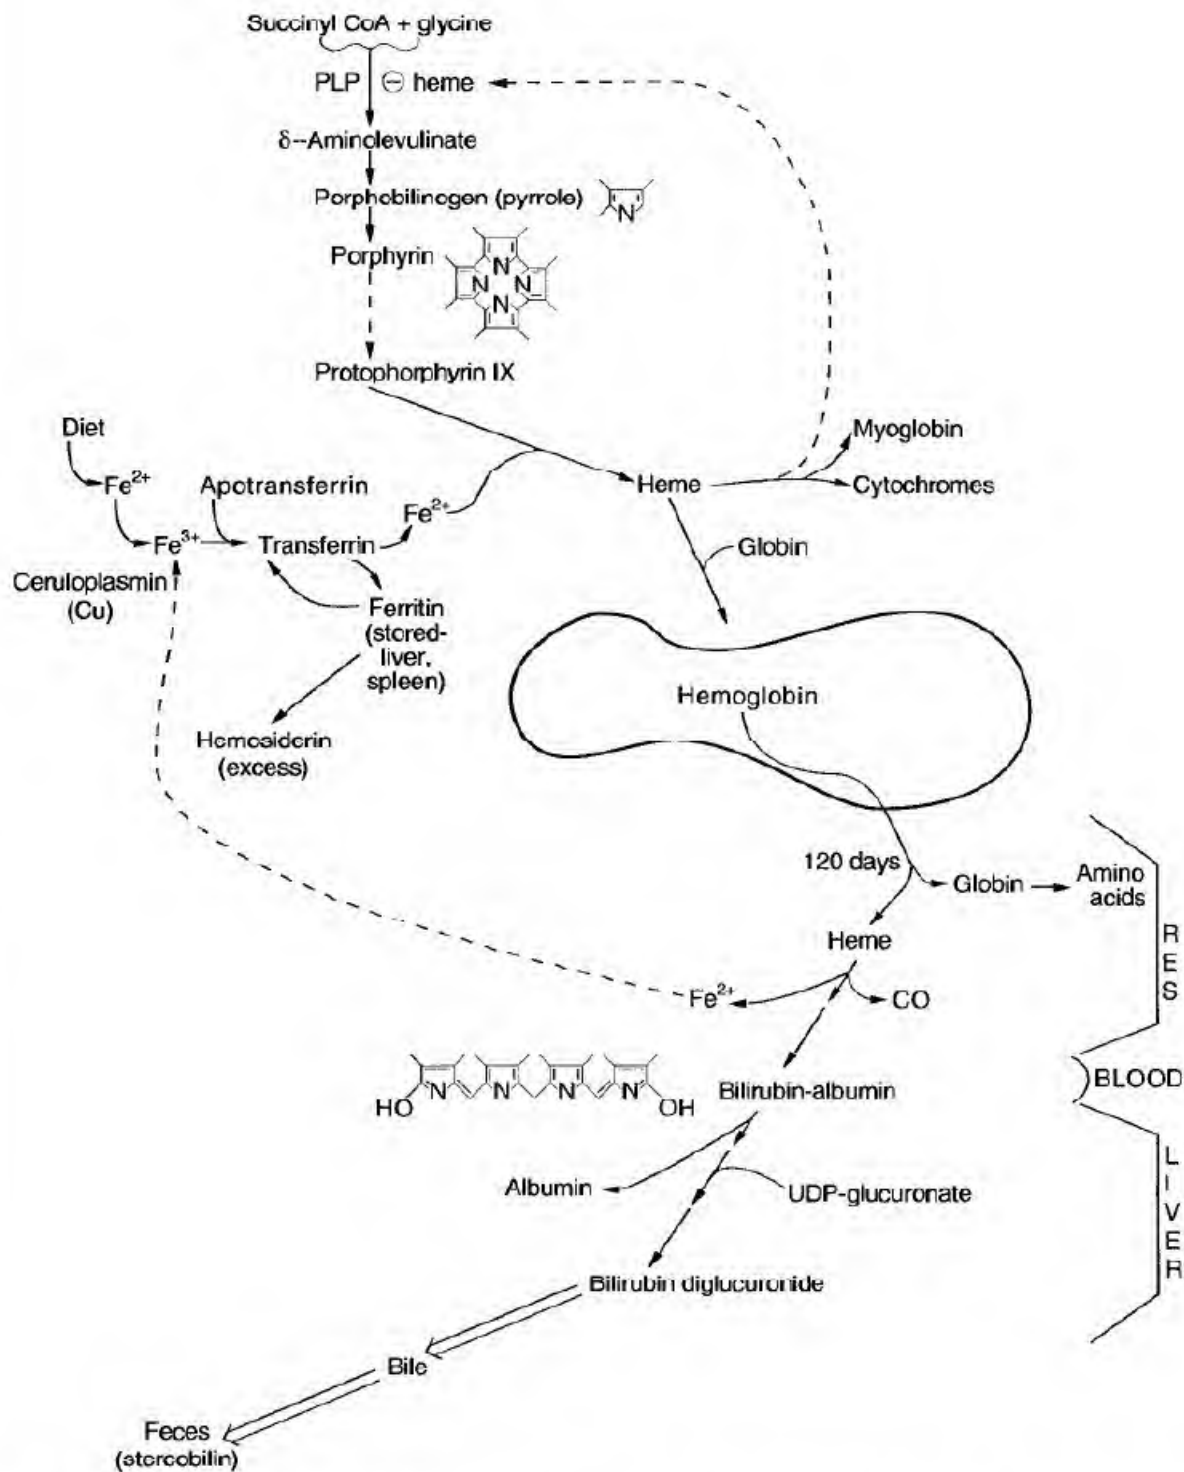 Succinyl CoA + glycine
PLP ⊖ heme
δ--Aminolevulinate
Porphobilinogen (pyrrole)
N
Porphyrin
N
N N
N
Protophorphyrin IX
Diet
Fe2+
Apotransferrin
Fe2+
Heme
Myoglobin
Cytochromes
Fe3+
Transferrin
Globin
Ceruloplasmin
(Cu)
Ferritin
(stored-
liver,
spleen)
Hemosiderin
(excess)
Hemoglobin
120 days
Globin
Amino
acids
Heme
Fe2+
CO
RES
HO N N N N OH
Bilirubin-albumin
BLOOD
Albumin
UDP-glucuronate
LIVER
Bilirubin diglucuronide
Bile
Feces
(stercobilin)